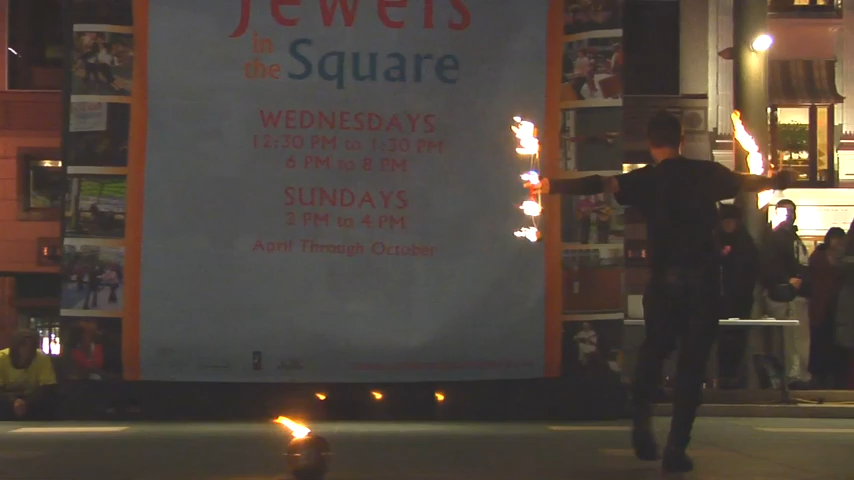 Jewels
in the Square
WEDNESDAYS
12:30 PM to 1:30 PM
6 PM to 8 PM
SUNDAYS
2 PM to 4 PM
April Through October